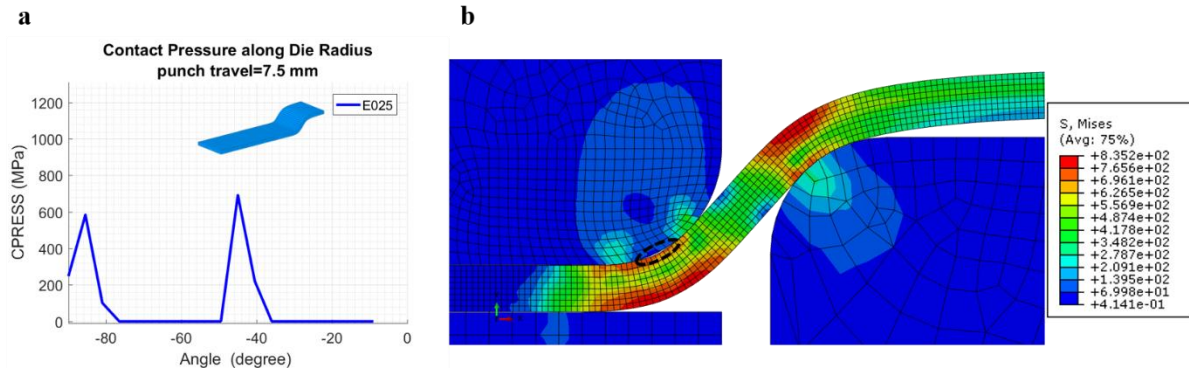 a
Contact Pressure along Die Radius
punch travel=7.5 mm
E025
1200
1000
800
600
400
200
0
CPRESS (MPa)
-80
-60
-40
-20
0
Angle (degree)
b
S, Mises
(Avg: 75%)
+8.352e+02
+7.656e+02
+6.961e+02
+6.265e+02
+5.569e+02
+4.874e+02
+4.178e+02
+3.482e+02
+2.787e+02
+2.091e+02
+1.395e+02
+6.998e+01
+4.141e-01